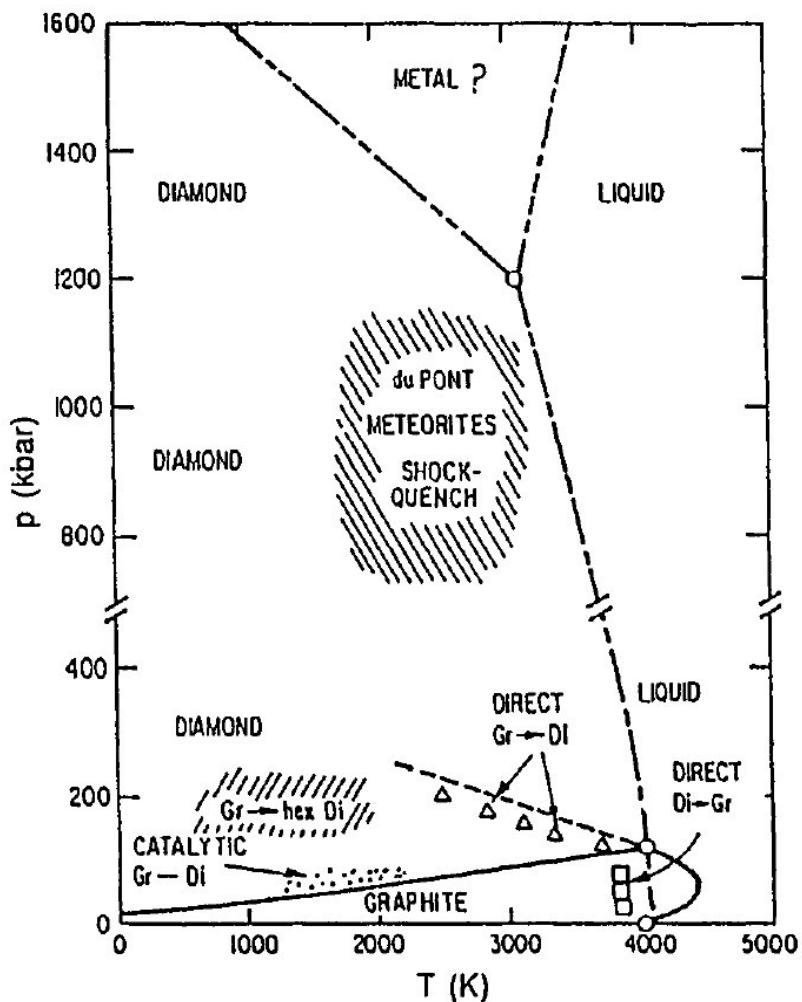 1600
METAL ?
1400
DIAMOND
LIQUID
1200
du PONT
METEORITES
SHOCK-
QUENCH
1000
DIAMOND
p (kbar)
800
400
LIQUID
DIRECT
Gr→Di
DIAMOND
DIRECT
Di→Gr
200
Gr→hex Di
CATALYTIC
Gr—Di
GRAPHITE
0
0
1000
2000
3000
4000
5000
T (K)